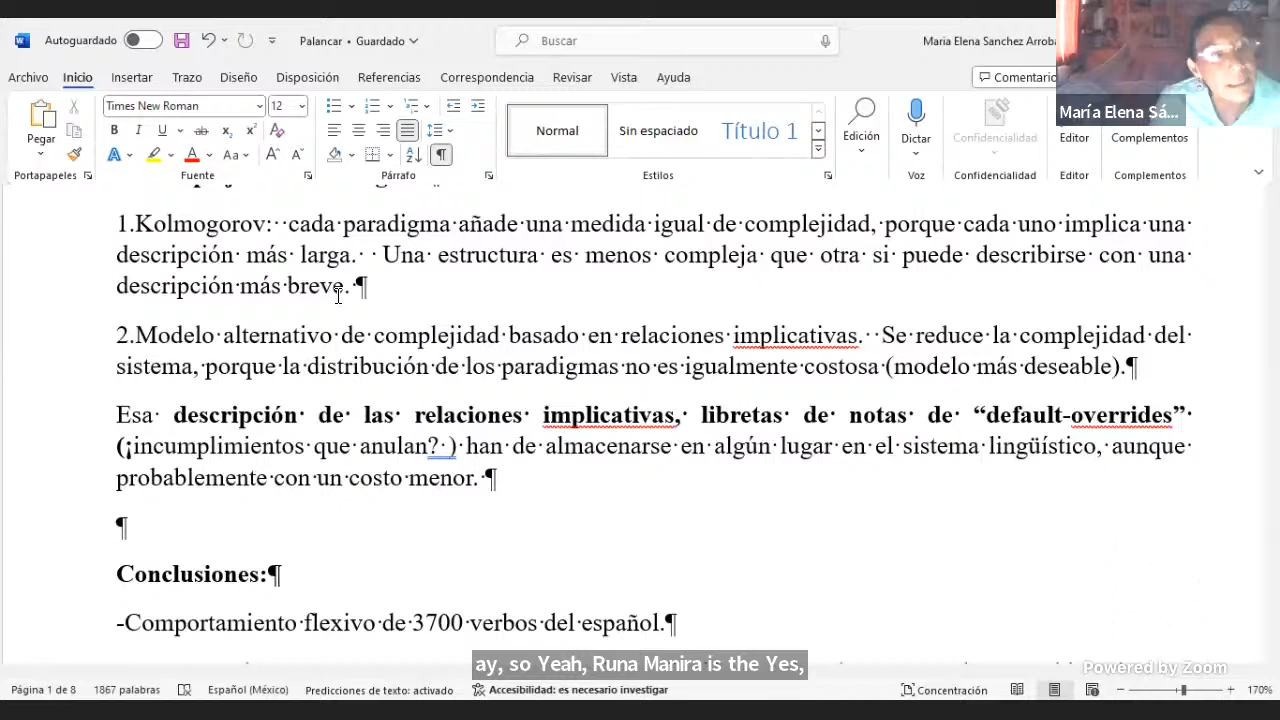 Autoguardado
Palancar • Guardado
Buscar
Maria Elena Sanchez Arroba
Archivo Inicio Insertar Trazo Diseño Disposición Referencias Correspondencia Revisar Vista Ayuda
Comentario
María Elena Sá...
Pegar
Times New Roman 12
Normal
Sin espaciado
Título 1
Edición
Dictar
Confidencialidad
Editor
Complementos
Portapapeles
Fuente
Párrafo
Estilos
Voz
Confidencialidad
Editor
Complementos
1.Kolmogorov:··cada·paradigma·añade·una·medida·igual·de·complejidad,·porque·cada·uno·implica·una·
descripción·más·larga.··Una·estructura·es·menos·compleja·que·otra·si·puede·describirse·con·una·
descripción·más·breve.·¶
2.Modelo·alternativo·de·complejidad·basado·en·relaciones·implicativas.··Se·reduce·la·complejidad·del·
sistema,·porque·la·distribución·de·los·paradigmas·no·es·igualmente·costosa·(modelo·más·deseable).¶
Esa·descripción·de·las·relaciones·implicativas,·libretas·de·notas·de·“default-overrides”·
(¡incumplimientos·que·anulan?·)·han·de·almacenarse·en·algún·lugar·en·el·sistema·lingüístico,·aunque·
probablemente·con·un·costo·menor.·¶
¶
Conclusiones:¶
-Comportamiento·flexivo·de·3700·verbos·del·español.¶
ay, so Yeah, Runa Manira is the Yes,
Powered by Zoom
Página 1 de 8 1867 palabras Español (México) Predicciones de texto: activado Accesibilidad: es necesario investigar Concentración 170%